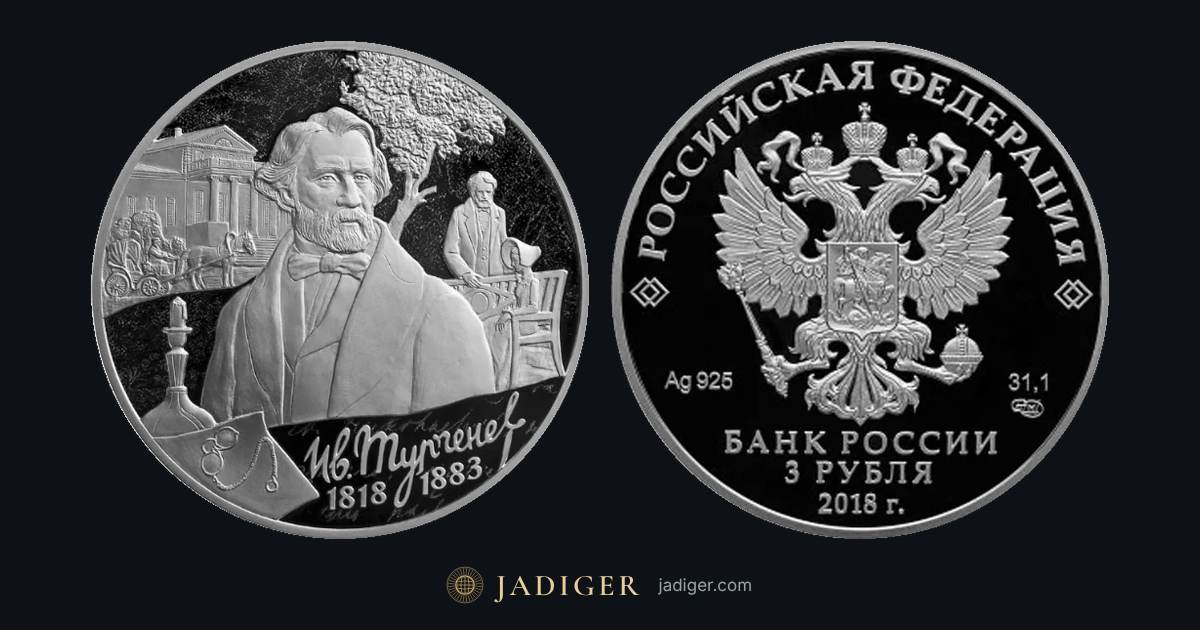 Ив. Тургенев
1818 1883
РОССИЙСКАЯ ФЕДЕРАЦИЯ
Ag 925
31,1
БАНК РОССИИ
3 РУБЛЯ
2018 г.
JADIGER
jadiger.com